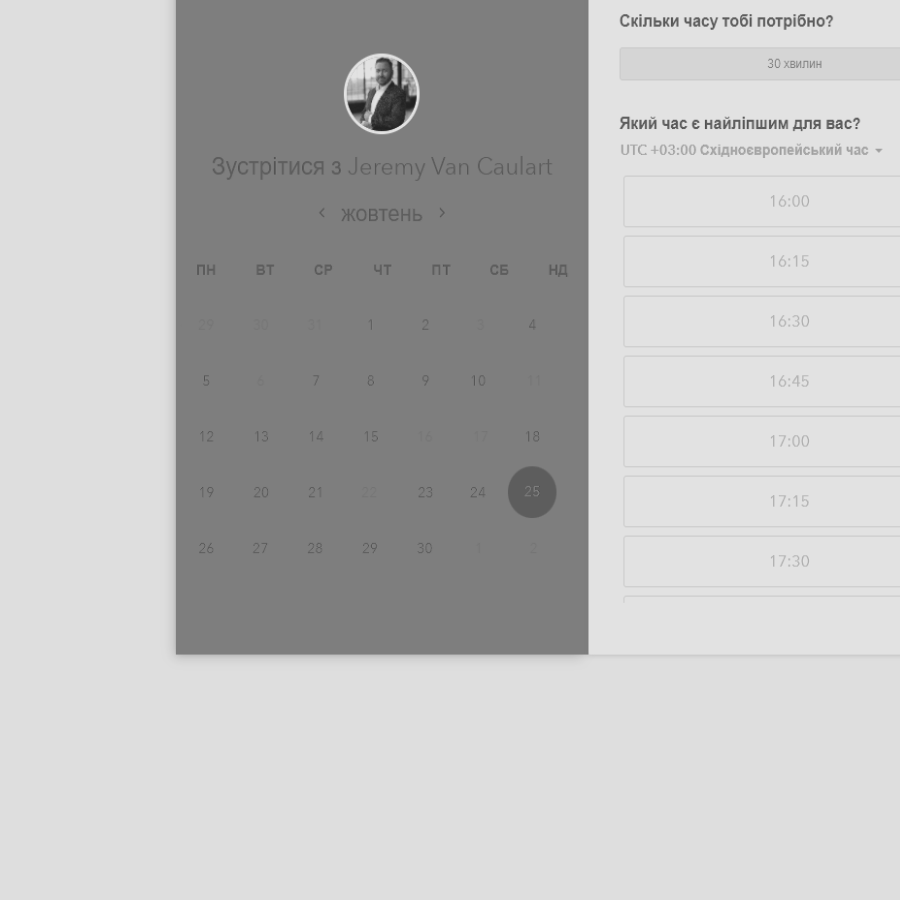 Зустрітися з Jeremy Van Caulart
жовтень
ПН ВТ СР ЧТ ПТ СБ НД
29 30 31 1 2 3 4
5 6 7 8 9 10 11
12 13 14 15 16 17 18
19 20 21 22 23 24 25
26 27 28 29 30 1 2
Скільки часу тобі потрібно?
30 хвилин
Який час є найліпшим для вас?
UTC +03:00 Східноєвропейський час
16:00
16:15
16:30
16:45
17:00
17:15
17:30